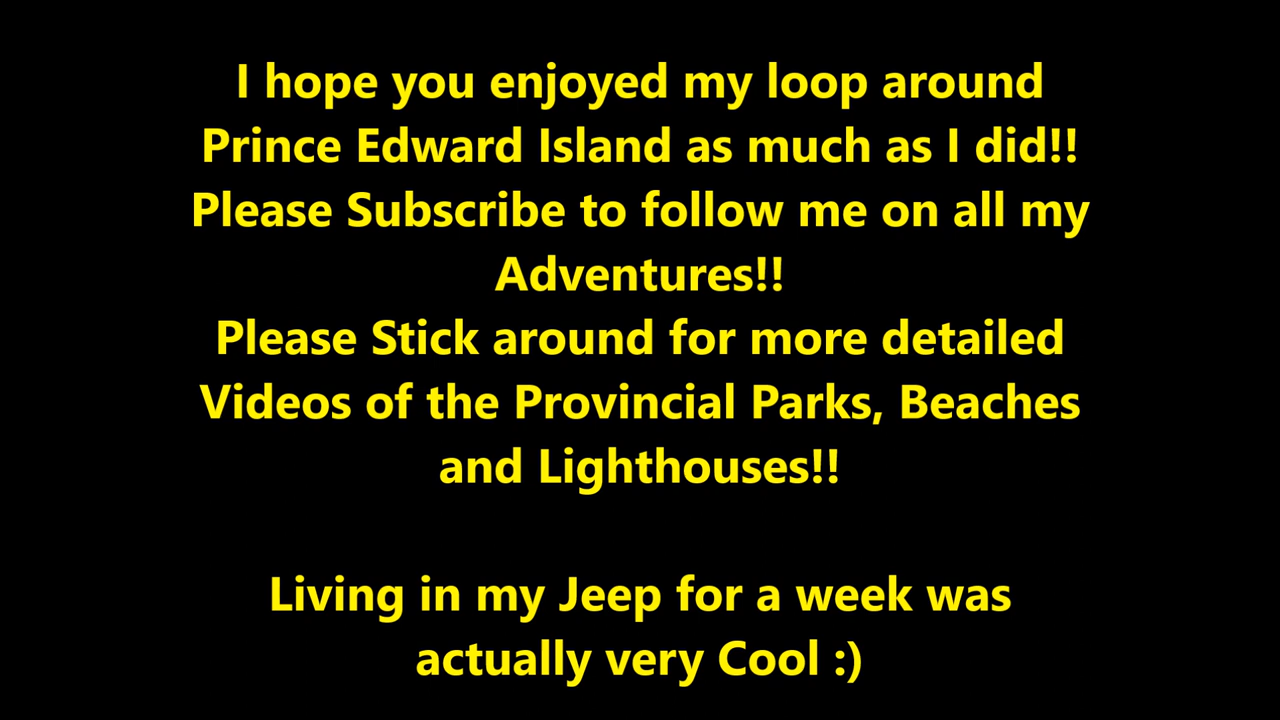 I hope you enjoyed my loop around
Prince Edward Island as much as I did!!
Please Subscribe to follow me on all my
Adventures!!
Please Stick around for more detailed
Videos of the Provincial Parks, Beaches
and Lighthouses!!
Living in my Jeep for a week was
actually very Cool :)